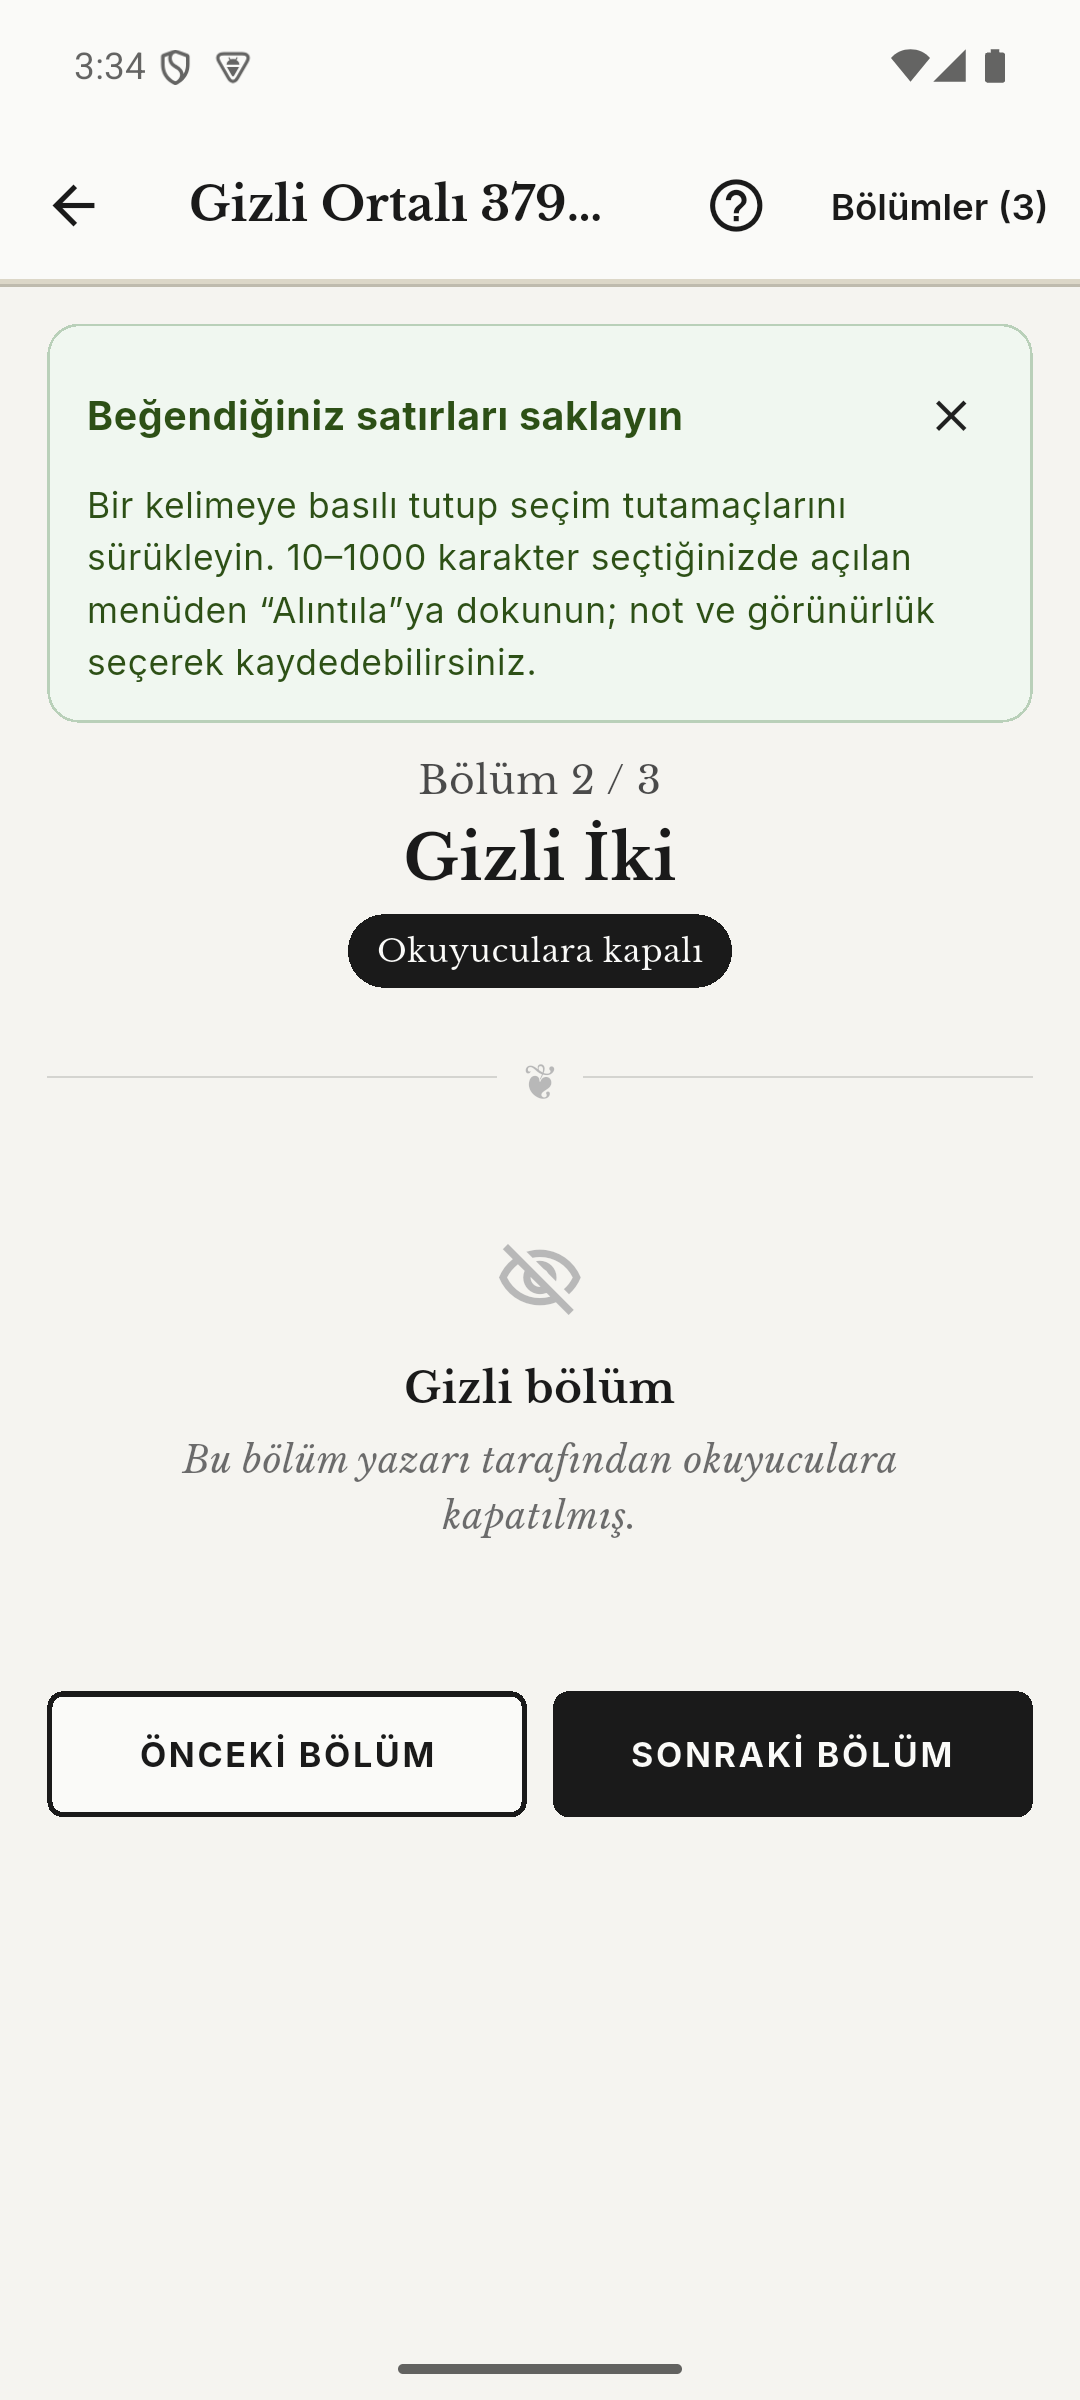 3:34
Gizli Ortalı 379...
Bölümler (3)
Beğendiğiniz satırları saklayın
Bir kelimeye basılı tutup seçim tutamaçlarını
sürükleyin. 10–1000 karakter seçtiğinizde açılan
menüden “Alıntıla”ya dokunun; not ve görünürlük
seçerek kaydedebilirsiniz.
Bölüm 2 / 3
Gizli İki
Okuyuculara kapalı
Gizli bölüm
Bu bölüm yazarı tarafından okuyuculara
kapatılmış.
ÖNCEKİ BÖLÜM
SONRAKİ BÖLÜM